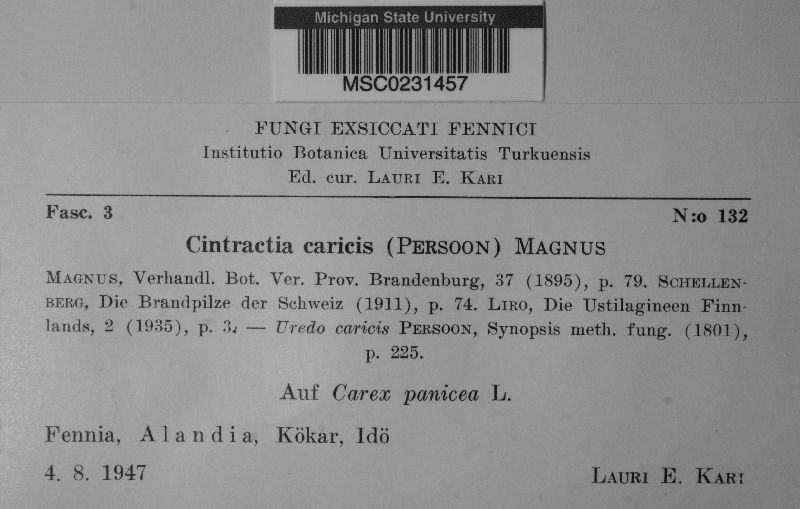 Michigan State University
MSC0231457
FUNGI EXSICCATI FENNICI
Institutio Botanica Universitatis Turkuensis
Ed. cur. LAURI E. KARI
Fasc. 3 N:o 132
Cintractia caricis (PERSOON) MAGNUS
MAGNUS, Verhandl. Bot. Ver. Prov. Brandenburg, 37 (1895), p. 79. SCHELLEN-
BERG, Die Brandpilze der Schweiz (1911), p. 74. LIRO, Die Ustilagineen Finn-
lands, 2 (1935), p. — Uredo caricis PERSOON, Synopsis meth. fung. (1801),
p. 225.
Auf Carex panicea L.
Fennia, Alandia, Kökar, Idö
4. 8. 1947 LAURI E. KARI